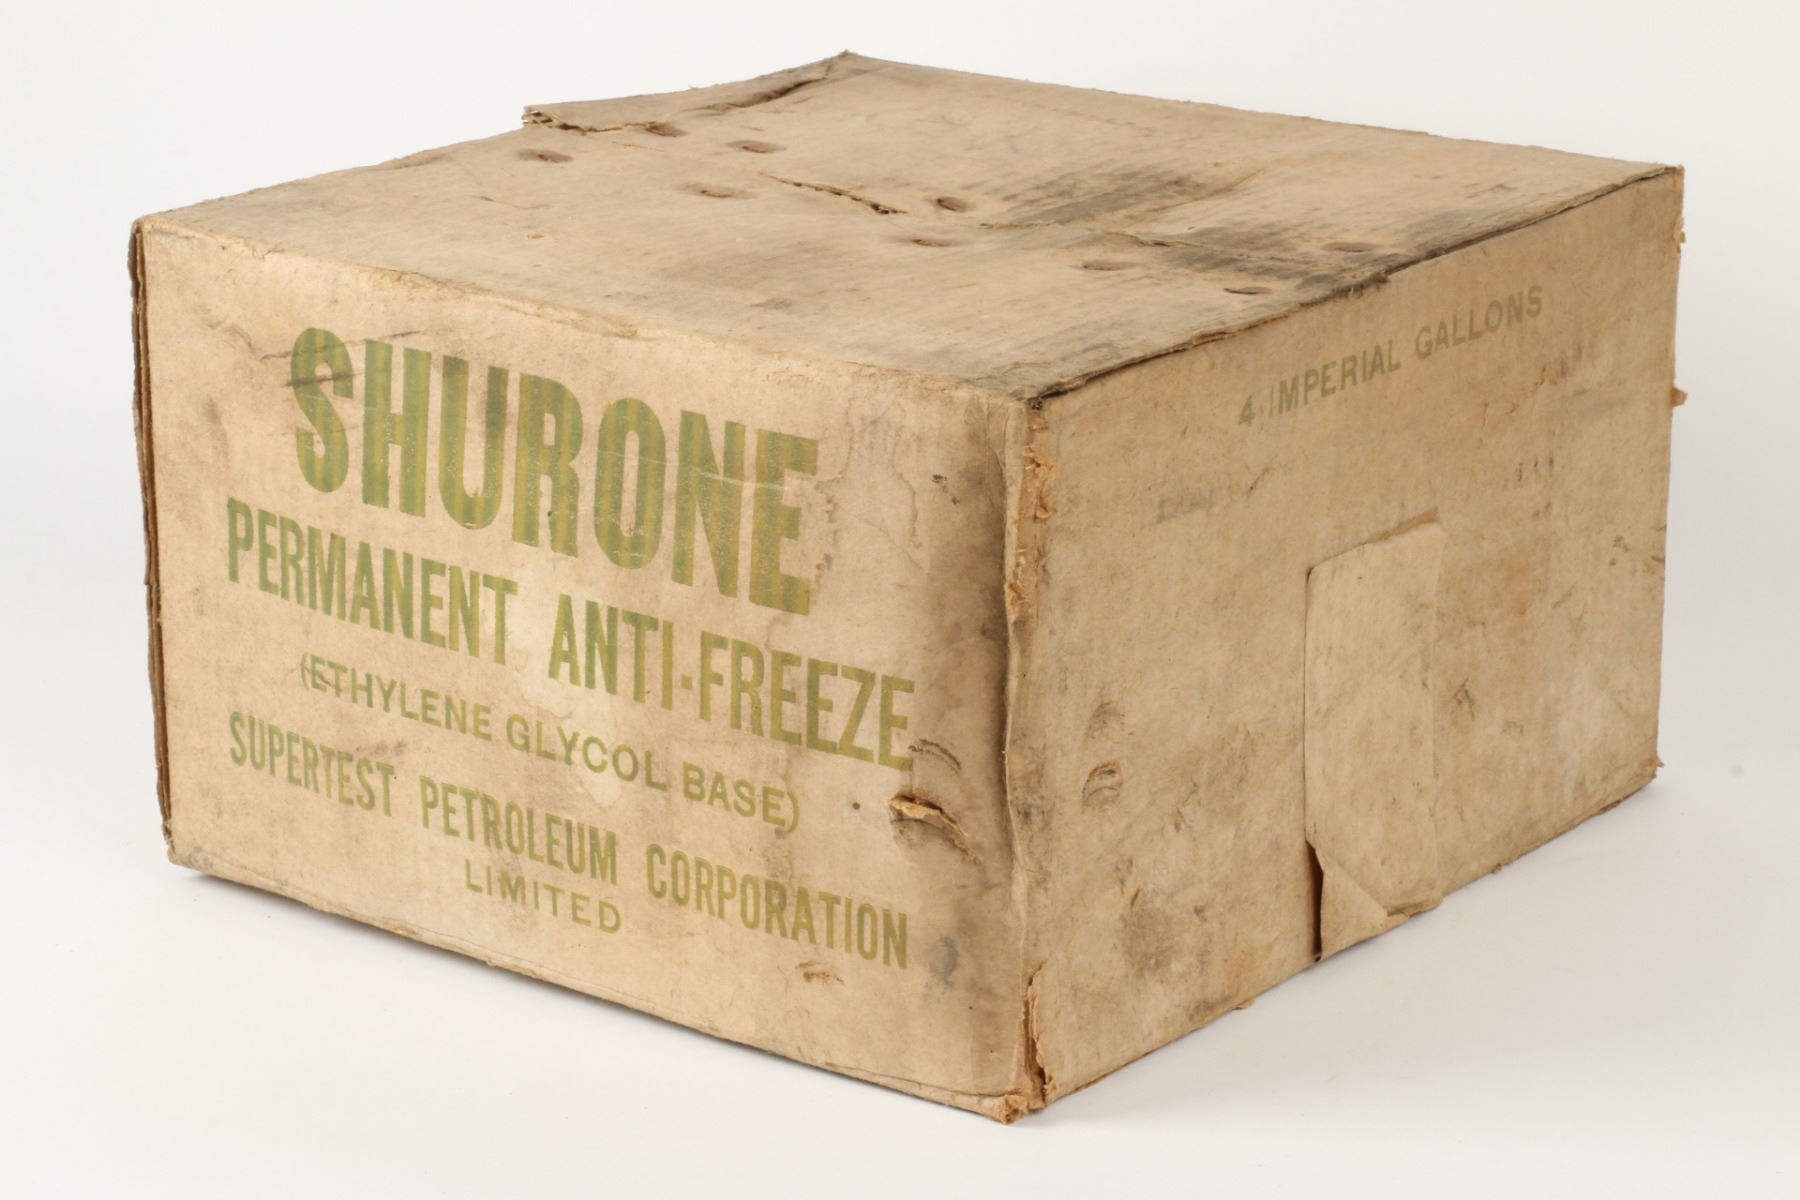 SHURONE
PERMANENT ANTI-FREEZE
(ETHYLENE GLYCOL BASE)
SUPERTEST PETROLEUM CORPORATION
LIMITED
4 IMPERIAL GALLONS